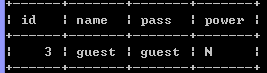 | id | name | pass | power |
| 3 | guest | guest | N |